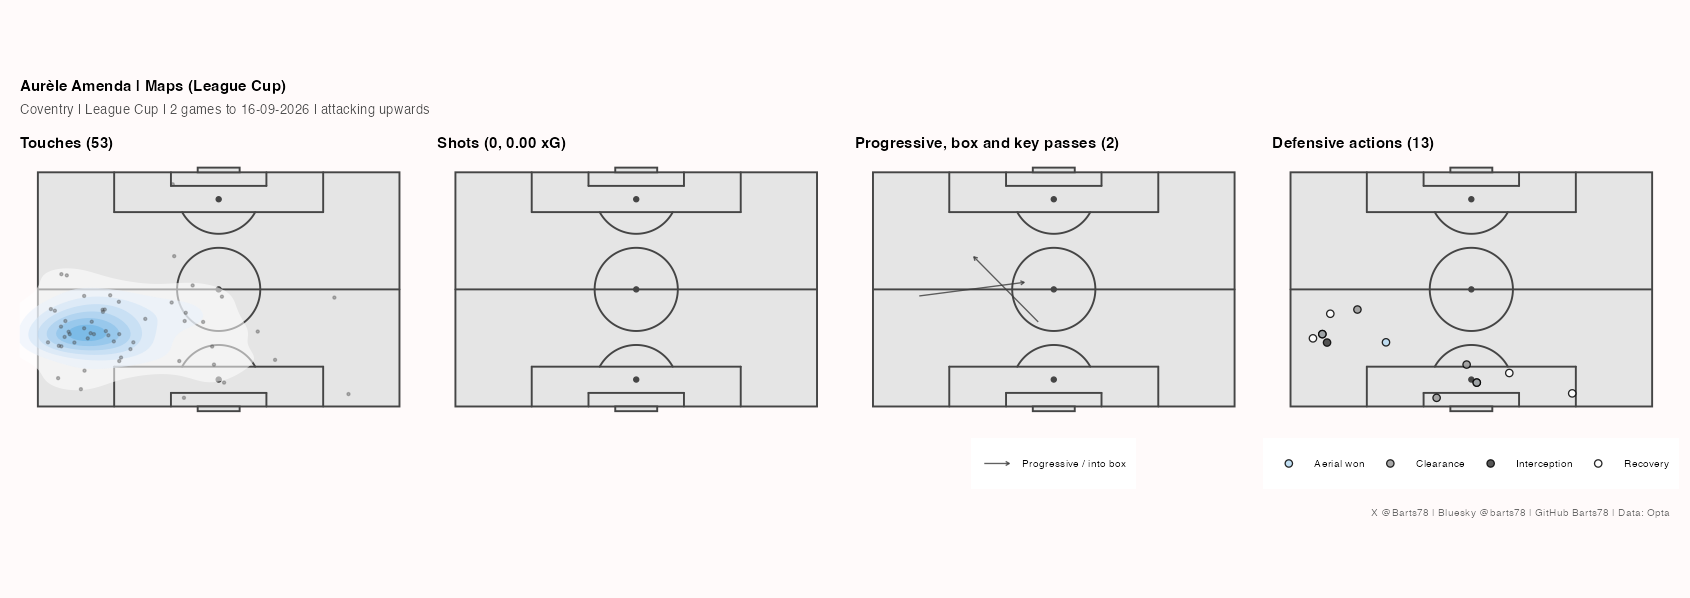 Aurèle Amenda | Maps (League Cup)
Coventry | League Cup | 2 games to 16-09-2026 | attacking upwards
Touches (53)
Shots (0, 0.00 xG)
Progressive, box and key passes (2)
Defensive actions (13)
Progressive / into box
Aerial won
Clearance
Interception
Recovery
X @Barts78 | Bluesky @barts78 | GitHub Barts78 | Data: Opta